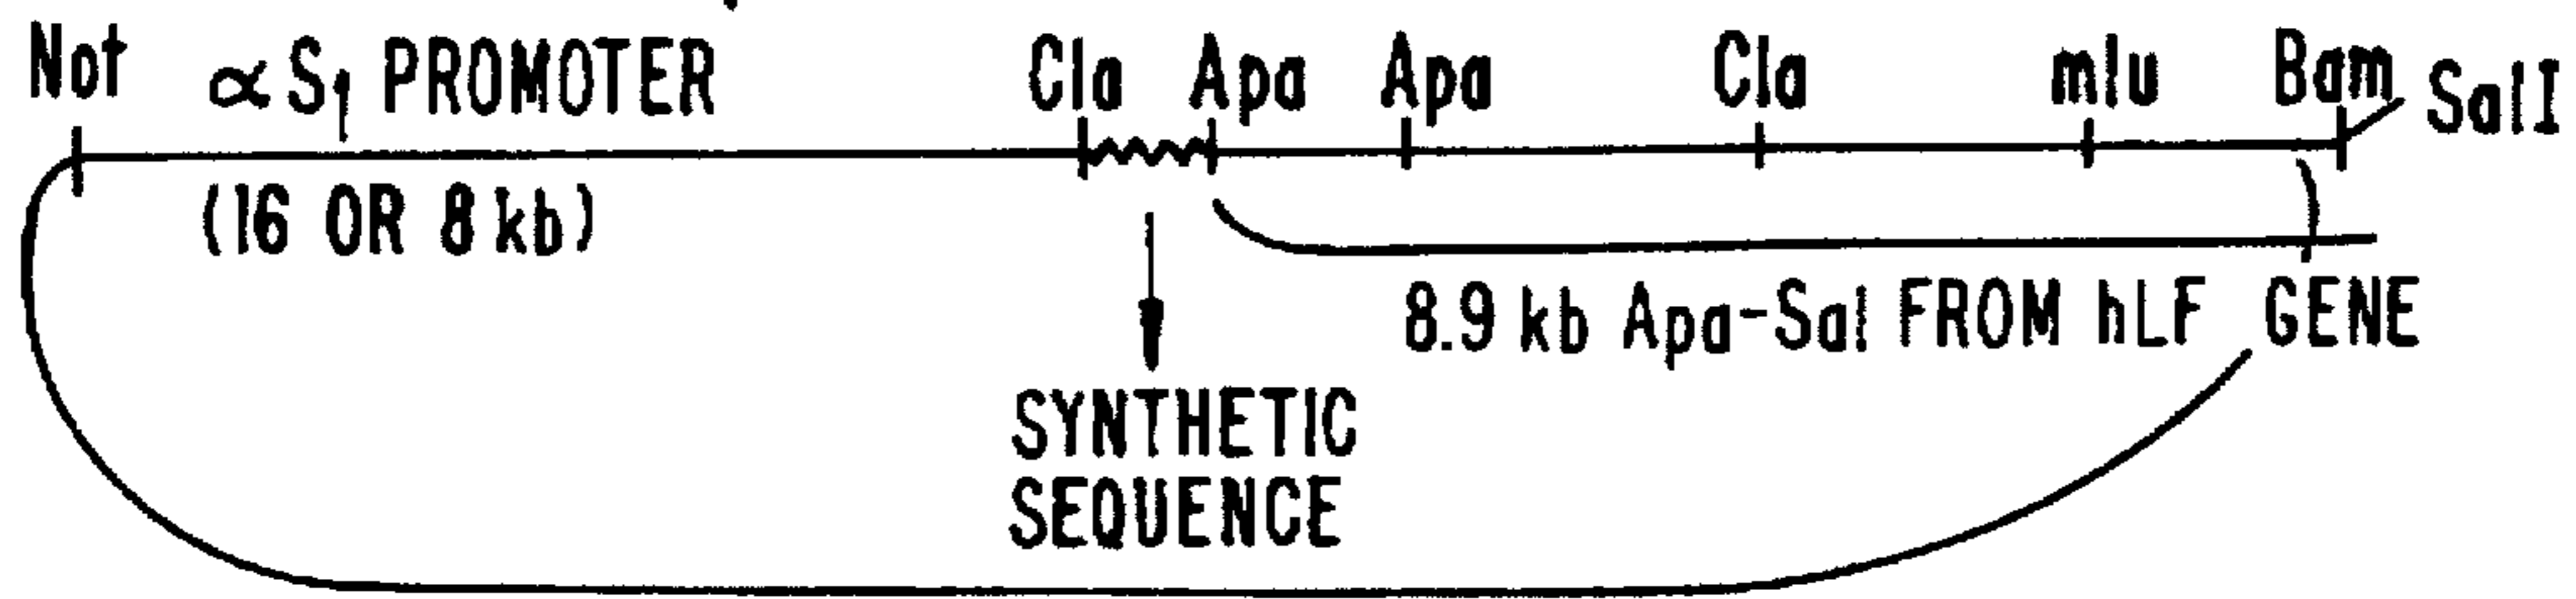 Not αS1 PROMOTER Cla Apa Apa Cla mlu Bam SalI
(16 OR 8 kb)
8.9 kb Apa-Sal FROM hLF GENE
SYNTHETIC
SEQUENCE